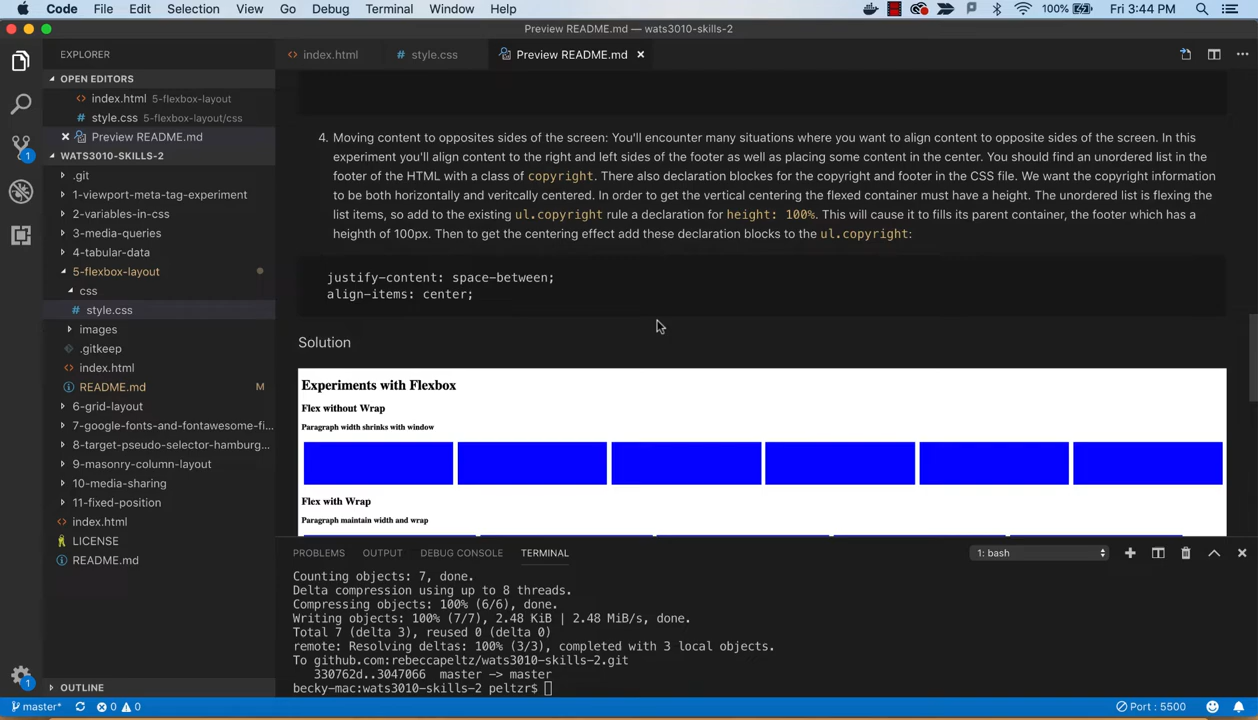 Code File Edit Selection View Go Debug Terminal Window Help 100% Fri 3:44 PM
Preview README.md — wats3010-skills-2
EXPLORER
index.html
style.css
Preview README.md
OPEN EDITORS
index.html 5-flexbox-layout
style.css 5-flexbox-layout/css
Preview README.md
WATS3010-SKILLS-2
.git
1-viewport-meta-tag-experiment
2-variables-in-css
3-media-queries
4-tabular-data
5-flexbox-layout
css
style.css
images
.gitkeep
index.html
README.md M
6-grid-layout
7-google-fonts-and-fontawesome-fi...
8-target-pseudo-selector-hamburg...
9-masonry-column-layout
10-media-sharing
11-fixed-position
index.html
LICENSE
README.md
OUTLINE
4. Moving content to opposites sides of the screen: You'll encounter many situations where you want to align content to opposite sides of the screen. In this
experiment you'll align content to the right and left sides of the footer as well as placing some content in the center. You should find an unordered list in the
footer of the HTML with a class of copyright. There also declaration blockes for the copyright and footer in the CSS file. We want the copyright information
to be both horizontally and veritcally centered. In order to get the vertical centering the flexed container must have a height. The unordered list is flexing the
list items, so add to the existing ul.copyright rule a declaration for height: 100%. This will cause it to fills its parent container, the footer which has a
heighth of 100px. Then to get the centering effect add these declaration blocks to the ul.copyright:
justify-content: space-between;
align-items: center;
Solution
Experiments with Flexbox
Flex without Wrap
Paragraph width shrinks with window
Flex with Wrap
Paragraph maintain width and wrap
PROBLEMS OUTPUT DEBUG CONSOLE TERMINAL 1: bash
Counting objects: 7, done.
Delta compression using up to 8 threads.
Compressing objects: 100% (6/6), done.
Writing objects: 100% (7/7), 2.48 KiB | 2.48 MiB/s, done.
Total 7 (delta 3), reused 0 (delta 0)
remote: Resolving deltas: 100% (3/3), completed with 3 local objects.
To github.com:rebeccapeltz/wats3010-skills-2.git
330762d..3047066 master -> master
becky-mac:wats3010-skills-2 peltzr$
master* 0 0 Port : 5500